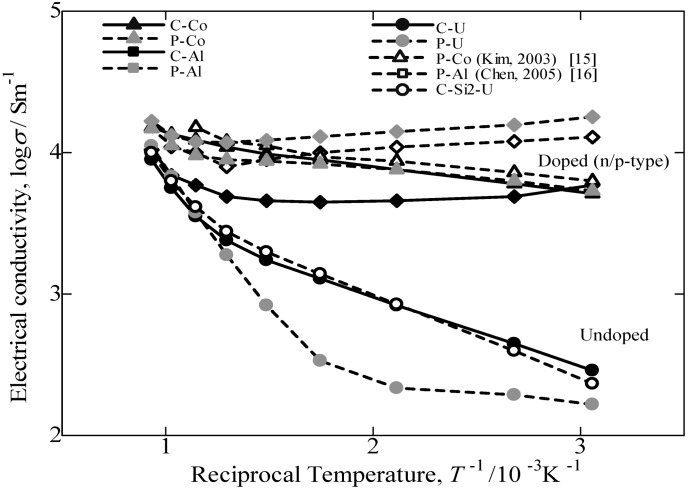 C-Co
P-Co
C-Al
P-Al
C-U
P-U
P-Co (Kim, 2003) [15]
P-Al (Chen, 2005) [16]
C-Si2-U
5
4
3
2
Electrical conductivity, logσ / Sm⁻¹
Doped (n/p-type)
Undoped
1 2 3
Reciprocal Temperature, T⁻¹/10⁻³K⁻¹